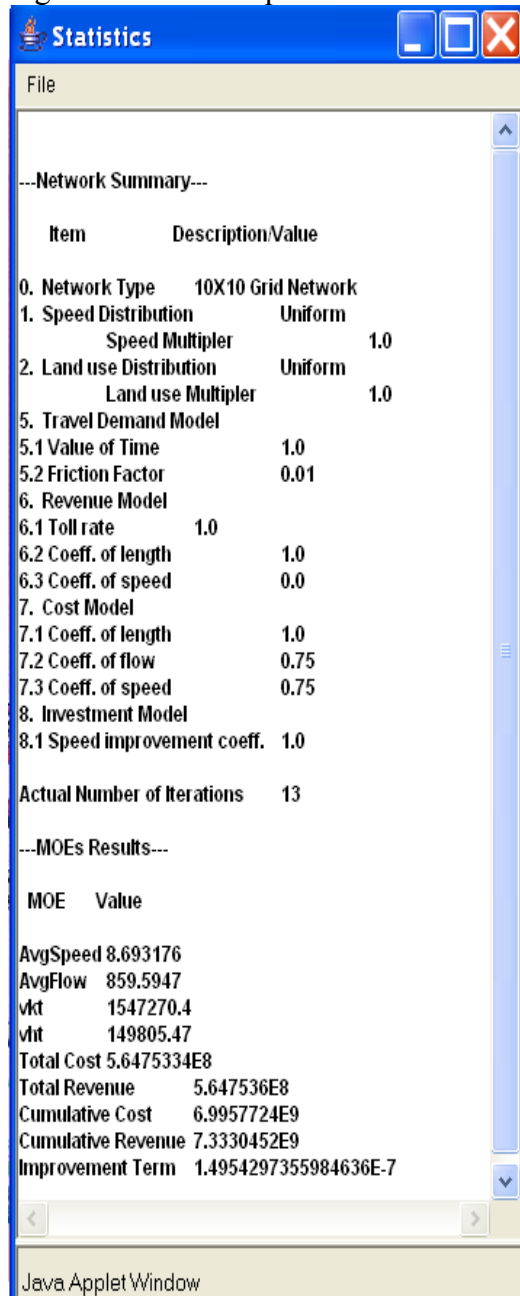 Statistics
File
---Network Summary---
Item Description/Value
0. Network Type 10X10 Grid Network
1. Speed Distribution Uniform
Speed Multipler 1.0
2. Land use Distribution Uniform
Land use Multipler 1.0
5. Travel Demand Model
5.1 Value of Time 1.0
5.2 Friction Factor 0.01
6. Revenue Model
6.1 Toll rate 1.0
6.2 Coeff. of length 1.0
6.3 Coeff. of speed 0.0
7. Cost Model
7.1 Coeff. of length 1.0
7.2 Coeff. of flow 0.75
7.3 Coeff. of speed 0.75
8. Investment Model
8.1 Speed improvement coeff. 1.0
Actual Number of Iterations 13
---MOEs Results---
MOE Value
AvgSpeed 8.693176
AvgFlow 859.5947
vkt 1547270.4
vht 149805.47
Total Cost 5.6475334E8
Total Revenue 5.647536E8
Cumulative Cost 6.9957724E9
Cumulative Revenue 7.3330452E9
Improvement Term 1.4954297355984636E-7
Java Applet Window